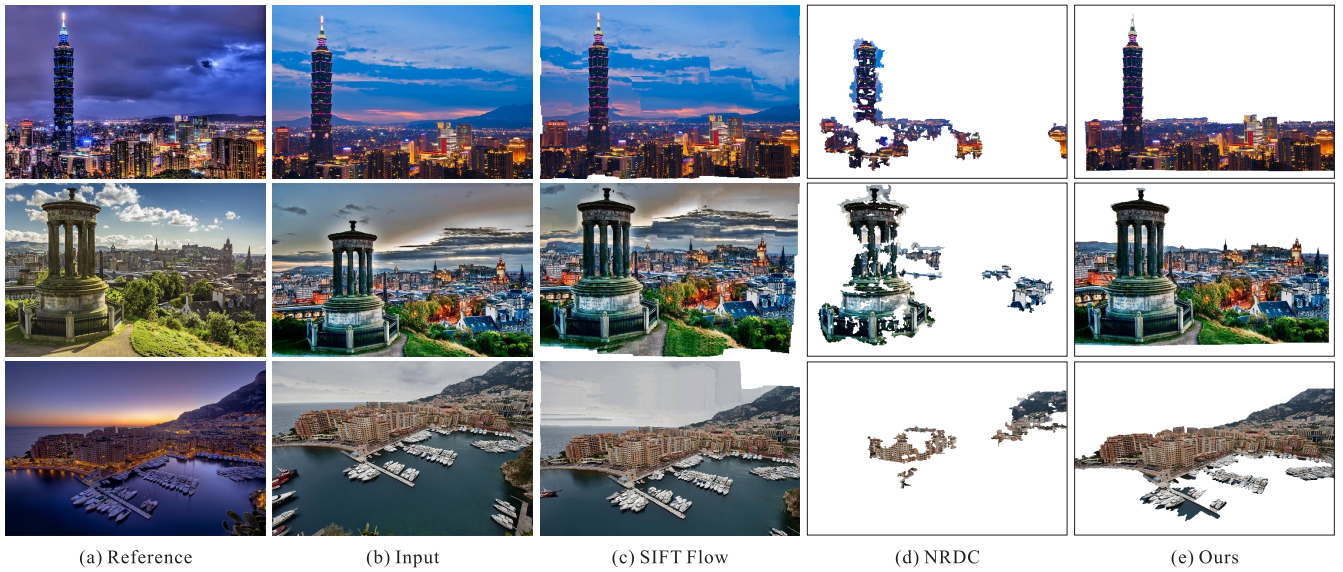 (a) Reference
(b) Input
(c) SIFT Flow
(d) NRDC
(e) Ours